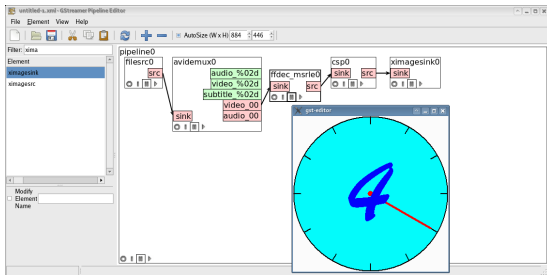 untitled-1.xml - GStreamer Pipeline Editor
File Element View Help
AutoSize (W x H) 884 446
Filter: xima
Element
ximagesink
ximagesrc
Modify
Element
Name
pipeline0
filesrc0
src
avidemux0
audio_%02d
video_%02d
subtitle_%02d
video_00
sink
audio_00
ffdec_msrle0
sink src
csp0
sink src
ximagesink0
sink
gst-editor
4